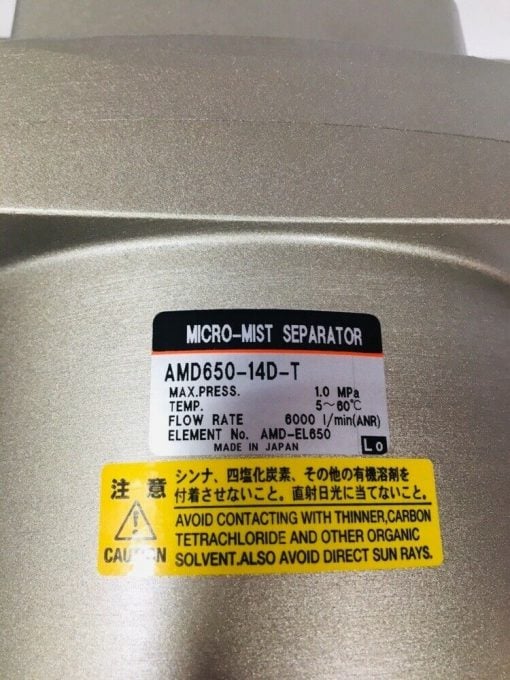 MICRO-MIST SEPARATOR
AMD650-14D-T
MAX.PRESS. 1.0 MPa
TEMP. 5～60℃
FLOW RATE 6000 l/min(ANR)
ELEMENT No. AMD-EL650
MADE IN JAPAN
Lo
注意
シンナ、四塩化炭素、その他の有機溶剤を
付着させないこと。直射日光に当てないこと。
CAUTION
AVOID CONTACTING WITH THINNER,CARBON
TETRACHLORIDE AND OTHER ORGANIC
SOLVENT.ALSO AVOID DIRECT SUN RAYS.